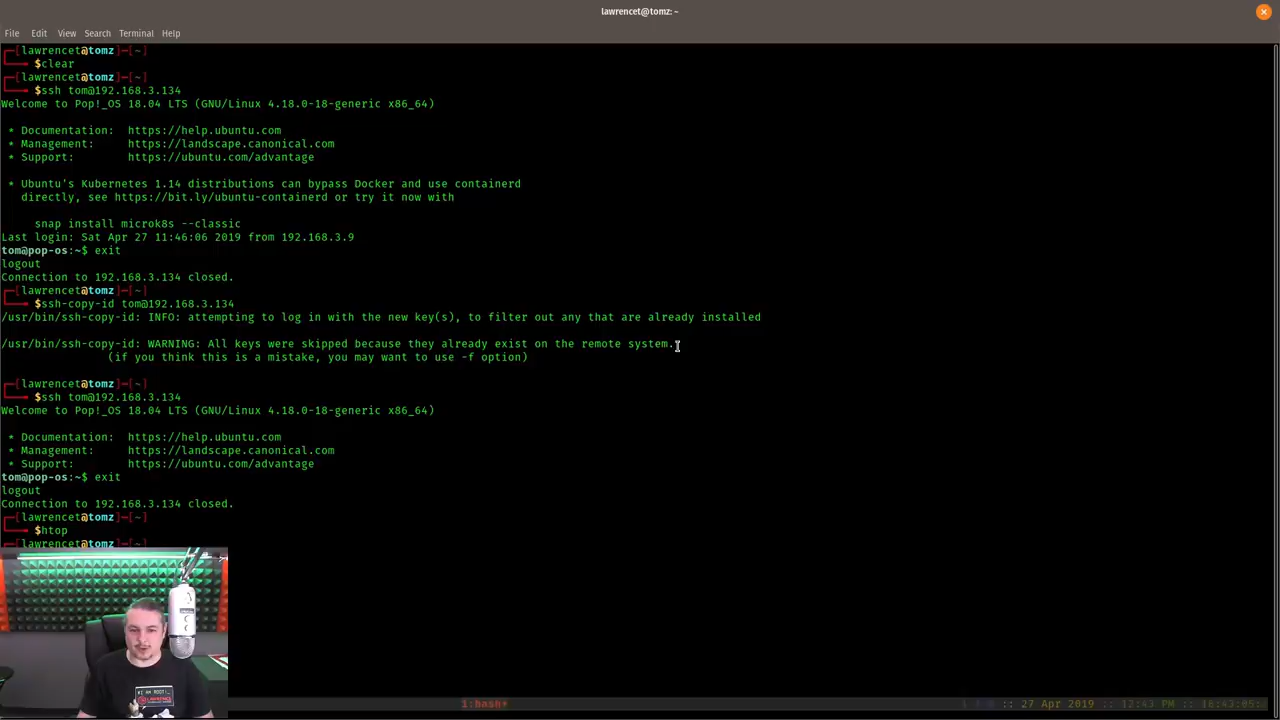 lawrencet@tomz: ~
File Edit View Search Terminal Help
┌─[lawrencet@tomz]─[~]
└──╼ $clear
┌─[lawrencet@tomz]─[~]
└──╼ $ssh tom@192.168.3.134
Welcome to Pop!_OS 18.04 LTS (GNU/Linux 4.18.0-18-generic x86_64)
* Documentation:  https://help.ubuntu.com
* Management:     https://landscape.canonical.com
* Support:        https://ubuntu.com/advantage
* Ubuntu's Kubernetes 1.14 distributions can bypass Docker and use containerd
directly, see https://bit.ly/ubuntu-containerd or try it now with
snap install microk8s --classic
Last login: Sat Apr 27 11:46:06 2019 from 192.168.3.9
tom@pop-os:~$ exit
logout
Connection to 192.168.3.134 closed.
┌─[lawrencet@tomz]─[~]
└──╼ $ssh-copy-id tom@192.168.3.134
/usr/bin/ssh-copy-id: INFO: attempting to log in with the new key(s), to filter out any that are already installed
/usr/bin/ssh-copy-id: WARNING: All keys were skipped because they already exist on the remote system.
(if you think this is a mistake, you may want to use -f option)
┌─[lawrencet@tomz]─[~]
└──╼ $ssh tom@192.168.3.134
Welcome to Pop!_OS 18.04 LTS (GNU/Linux 4.18.0-18-generic x86_64)
* Documentation:  https://help.ubuntu.com
* Management:     https://landscape.canonical.com
* Support:        https://ubuntu.com/advantage
tom@pop-os:~$ exit
logout
Connection to 192.168.3.134 closed.
┌─[lawrencet@tomz]─[~]
└──╼ $htop
┌─[lawrencet@tomz]─[~]
I AM ROOT!
LAWRENCE
1:bash* :: 27 Apr 2019 :: 12:43 PM :: 16:43:05